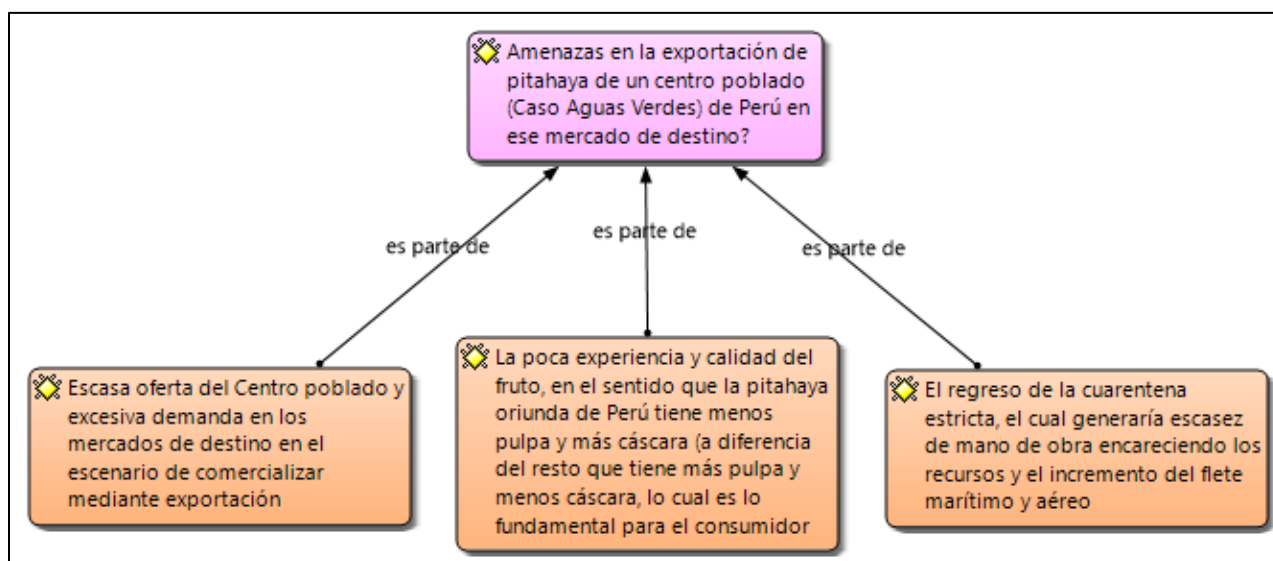 Amenazas en la exportación de
pitahaya de un centro poblado
(Caso Aguas Verdes) de Perú en
ese mercado de destino?
es parte de
es parte de
es parte de
Escasa oferta del Centro poblado y
excesiva demanda en los
mercados de destino en el
escenario de comercializar
mediante exportación
La poca experiencia y calidad del
fruto, en el sentido que la pitahaya
oriunda de Perú tiene menos
pulpa y más cáscara (a diferencia
del resto que tiene más pulpa y
menos cáscara, lo cual es lo
fundamental para el consumidor
El regreso de la cuarentena
estricta, el cual generaría escasez
de mano de obra encareciendo los
recursos y el incremento del flete
marítimo y aéreo